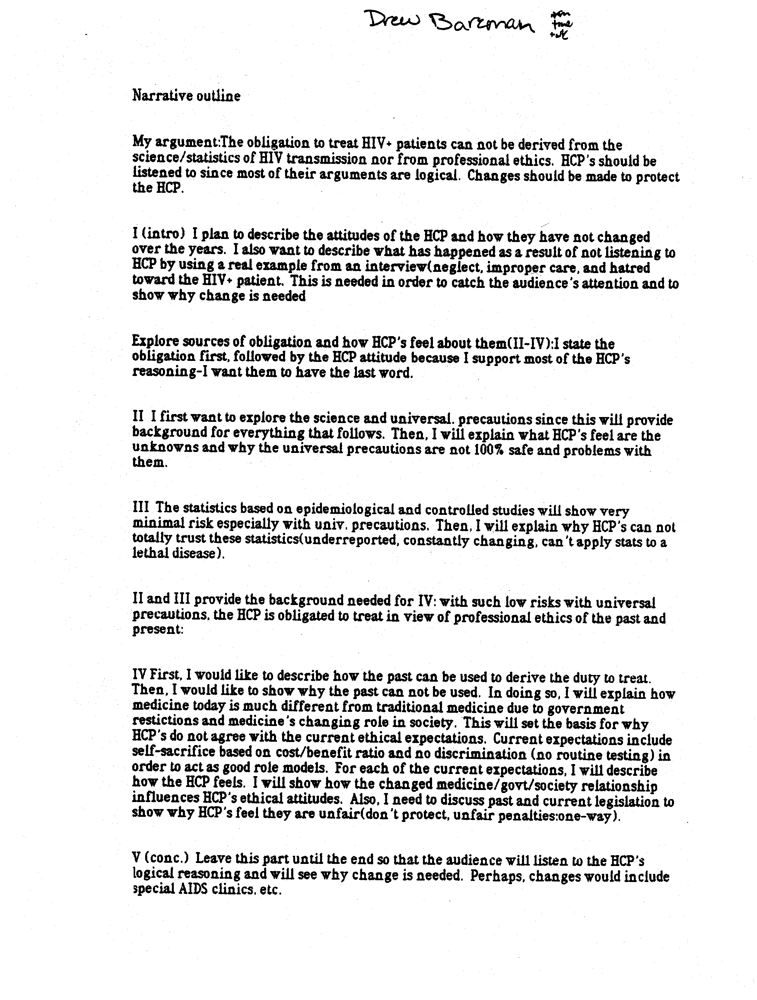 Drew Barzman
Narrative outline
My argument:The obligation to treat HIV+ patients can not be derived from the
science/statistics of HIV transmission nor from professional ethics. HCP's should be
listened to since most of their arguments are logical. Changes should be made to protect
the HCP.
I (intro) I plan to describe the attitudes of the HCP and how they have not changed
over the years. I also want to describe what has happened as a result of not listening to
HCP by using a real example from an interview(neglect, improper care, and hatred
toward the HIV+ patient. This is needed in order to catch the audience's attention and to
show why change is needed
Explore sources of obligation and how HCP's feel about them(II-IV):I state the
obligation first, followed by the HCP attitude because I support most of the HCP's
reasoning-I want them to have the last word.
II I first want to explore the science and universal. precautions since this will provide
background for everything that follows. Then, I will explain what HCP's feel are the
unknowns and why the universal precautions are not 100% safe and problems with
them.
III The statistics based on epidemiological and controlled studies will show very
minimal risk especially with univ. precautions. Then, I will explain why HCP's can not
totally trust these statistics(underreported, constantly changing, can't apply stats to a
lethal disease).
II and III provide the background needed for IV: with such low risks with universal
precautions, the HCP is obligated to treat in view of professional ethics of the past and
present:
IV First, I would like to describe how the past can be used to derive the duty to treat.
Then, I would like to show why the past can not be used. In doing so, I will explain how
medicine today is much different from traditional medicine due to government
restictions and medicine's changing role in society. This will set the basis for why
HCP's do not agree with the current ethical expectations. Current expectations include
self-sacrifice based on cost/benefit ratio and no discrimination (no routine testing) in
order to act as good role models. For each of the current expectations, I will describe
how the HCP feels. I will show how the changed medicine/govt/society relationship
influences HCP's ethical attitudes. Also, I need to discuss past and current legislation to
show why HCP's feel they are unfair(don't protect, unfair penalties:one-way).
V (conc.) Leave this part until the end so that the audience will listen to the HCP's
logical reasoning and will see why change is needed. Perhaps, changes would include
special AIDS clinics, etc.